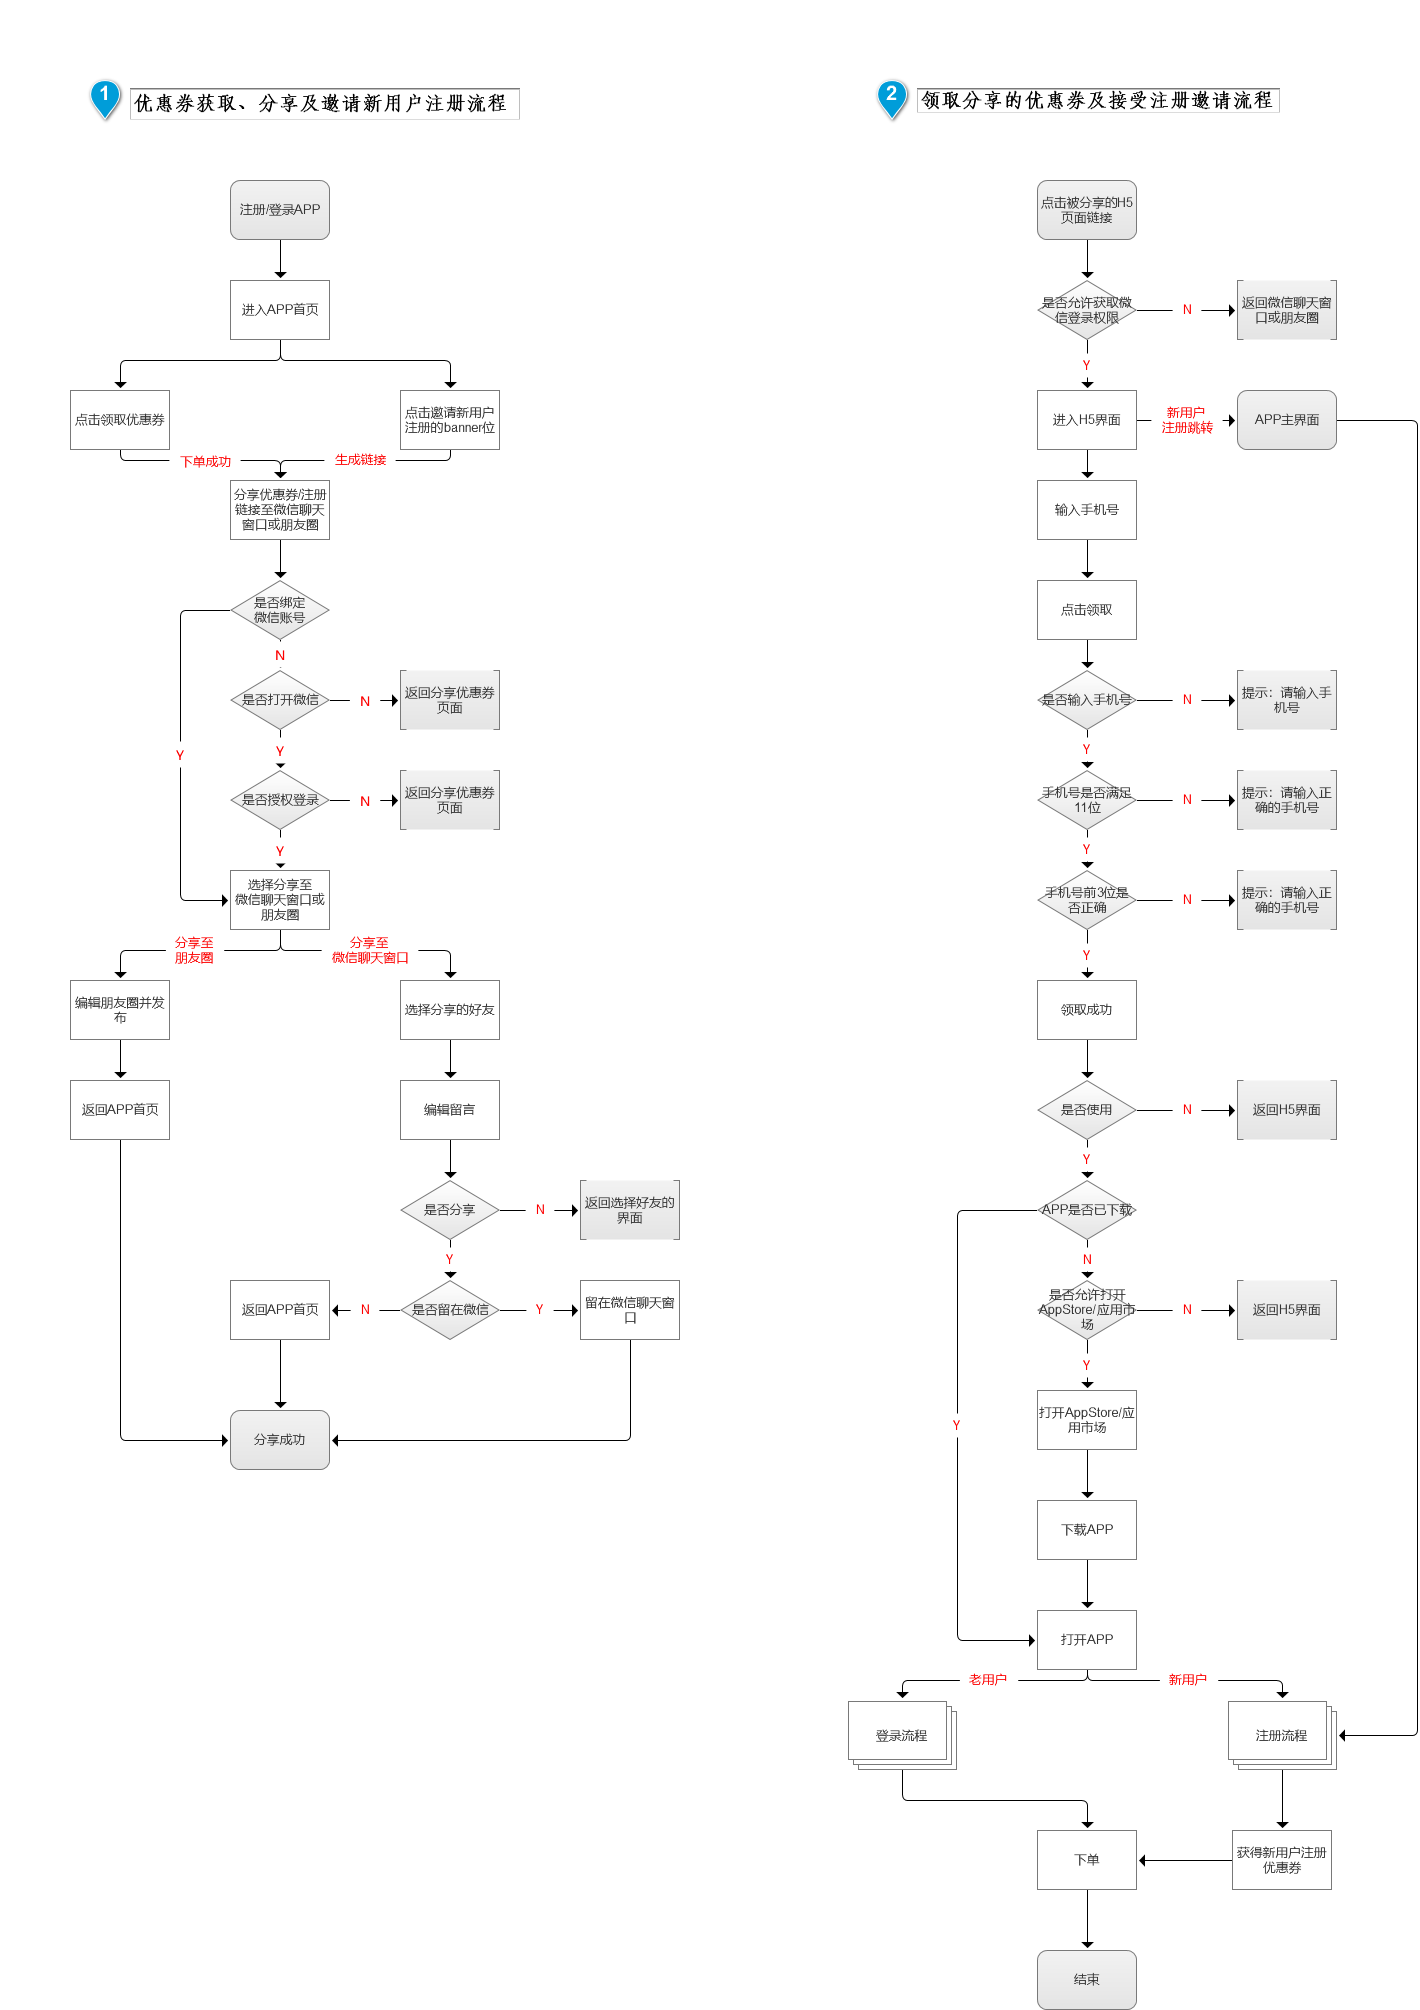 1
优惠券获取、分享及邀请新用户注册流程
注册/登录APP
进入APP首页
点击领取优惠券
点击邀请新用户
注册的banner位
下单成功
生成链接
分享优惠券/注册
链接至微信聊天
窗口或朋友圈
是否绑定
微信账号
N
是否打开微信
N
返回分享优惠券
页面
Y
Y
是否授权登录
N
返回分享优惠券
页面
Y
选择分享至
微信聊天窗口或
朋友圈
分享至
朋友圈
分享至
微信聊天窗口
编辑朋友圈并发
布
选择分享的好友
返回APP首页
编辑留言
是否分享
N
返回选择好友的
界面
Y
返回APP首页
N
是否留在微信
Y
留在微信聊天窗
口
分享成功
2
领取分享的优惠券及接受注册邀请流程
点击被分享的H5
页面链接
是否允许获取微
信登录权限
N
返回微信聊天窗
口或朋友圈
Y
进入H5界面
新用户
注册跳转
APP主界面
输入手机号
点击领取
是否输入手机号
N
提示：请输入手
机号
Y
手机号是否满足
11位
N
提示：请输入正
确的手机号
Y
手机号前3位是
否正确
N
提示：请输入正
确的手机号
Y
领取成功
是否使用
N
返回H5界面
Y
APP是否已下载
N
是否允许打开
AppStore/应用市
场
N
返回H5界面
Y
打开AppStore/应
用市场
Y
下载APP
打开APP
老用户
新用户
登录流程
注册流程
下单
获得新用户注册
优惠券
结束